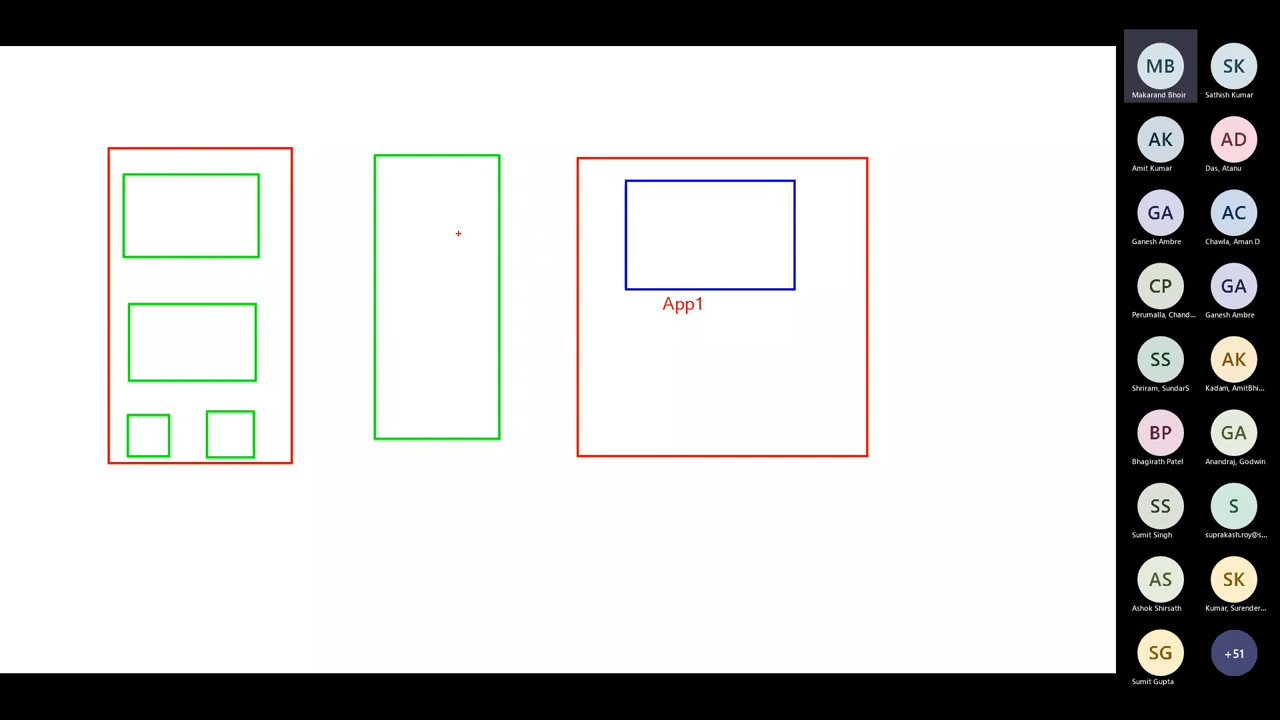 App1
MB
SK
Makarand Bhoir
Sathish Kumar
AK
AD
Amit Kumar
Das, Atanu
GA
AC
Ganesh Ambre
Chawla, Aman D
CP
GA
Perumalla, Chand...
Ganesh Ambre
SS
AK
Shriram, SundarS
Kadam, AmitBhi...
BP
GA
Bhagirath Patel
Anandraj, Godwin
SS
S
Sumit Singh
suprakash.roy@s...
AS
SK
Ashok Shirsath
Kumar, Surender...
SG
+51
Sumit Gupta